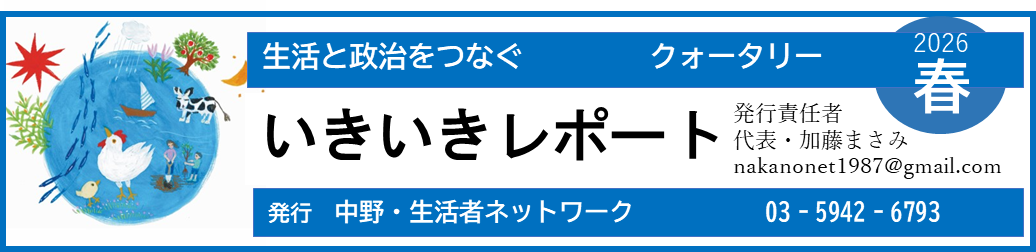 生活と政治をつなぐ クォータリー
2026
春
いきいきレポート
発行責任者
代表・加藤まさみ
nakanonet1987@gmail.com
発行 中野・生活者ネットワーク 03-5942-6793